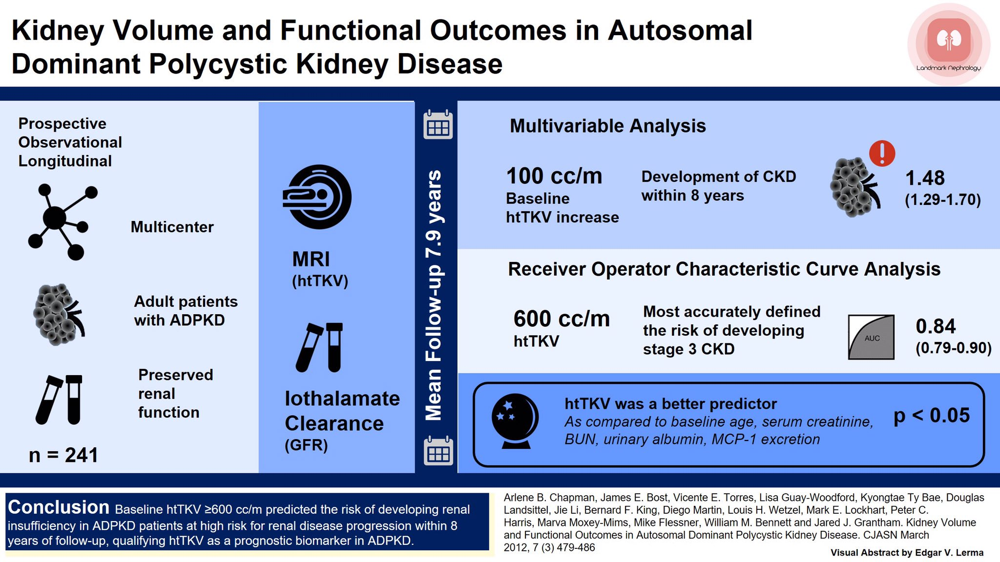 Kidney Volume and Functional Outcomes in Autosomal
Dominant Polycystic Kidney Disease
Landmark Nephrology
Prospective
Observational
Longitudinal
Multicenter
Adult patients
with ADPKD
Preserved
renal
function
n = 241
MRI
(htTKV)
Iothalamate
Clearance
(GFR)
Mean Follow-up 7.9 years
Multivariable Analysis
100 cc/m
Baseline
htTKV increase
Development of CKD
within 8 years
1.48
(1.29-1.70)
Receiver Operator Characteristic Curve Analysis
600 cc/m
htTKV
Most accurately defined
the risk of developing
stage 3 CKD
AUC
0.84
(0.79-0.90)
htTKV was a better predictor
As compared to baseline age, serum creatinine,
BUN, urinary albumin, MCP-1 excretion
p < 0.05
Conclusion Baseline htTKV ≥600 cc/m predicted the risk of developing renal
insufficiency in ADPKD patients at high risk for renal disease progression within 8
years of follow-up, qualifying htTKV as a prognostic biomarker in ADPKD.
Arlene B. Chapman, James E. Bost, Vicente E. Torres, Lisa Guay-Woodford, Kyongtae Ty Bae, Douglas
Landsittel, Jie Li, Bernard F. King, Diego Martin, Louis H. Wetzel, Mark E. Lockhart, Peter C.
Harris, Marva Moxey-Mims, Mike Flessner, William M. Bennett and Jared J. Grantham. Kidney Volume
and Functional Outcomes in Autosomal Dominant Polycystic Kidney Disease. CJASN March
2012, 7 (3) 479-486
Visual Abstract by Edgar V. Lerma